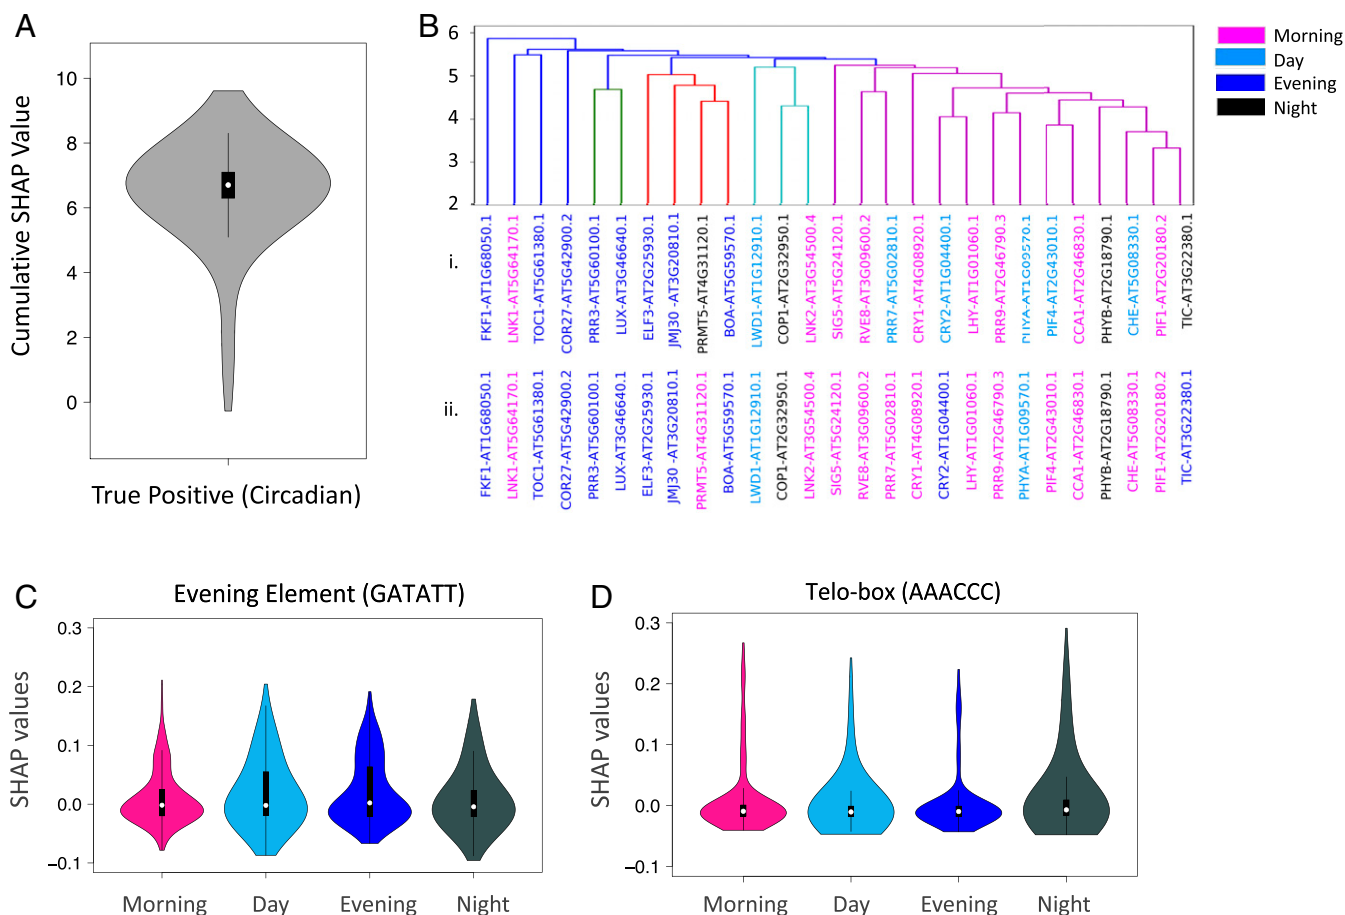 A
10
8
6
4
2
0
Cumulative SHAP Value
True Positive (Circadian)
B
6
5
4
3
2
Morning
Day
Evening
Night
i.
FKF1-AT1G68050.1
LNK1-AT5G64170.1
TOC1-AT5G61380.1
COR27-AT5G42900.2
PRR3-AT5G60100.1
LUX-AT3G46640.1
ELF3-AT2G25930.1
JMJ30 -AT3G20810.1
PRMT5-AT4G31120.1
BOA-AT5G59570.1
LWD1-AT1G12910.1
COP1-AT2G32950.1
LNK2-AT3G54500.4
SIG5-AT5G24120.1
RVE8-AT3G09600.2
PRR7-AT5G02810.1
CRY1-AT4G08920.1
CRY2-AT1G04400.1
LHY-AT1G01060.1
PRR9-AT2G46790.3
PHYA-AT1G09570.1
PIF4-AT2G43010.1
CCA1-AT2G46830.1
PHYB-AT2G18790.1
CHE-AT5G08330.1
PIF1-AT2G20180.2
TIC-AT3G22380.1
ii.
FKF1-AT1G68050.1
LNK1-AT5G64170.1
TOC1-AT5G61380.1
COR27-AT5G42900.2
PRR3-AT5G60100.1
LUX-AT3G46640.1
ELF3-AT2G25930.1
JMJ30 -AT3G20810.1
PRMT5-AT4G31120.1
BOA-AT5G59570.1
LWD1-AT1G12910.1
COP1-AT2G32950.1
LNK2-AT3G54500.4
SIG5-AT5G24120.1
RVE8-AT3G09600.2
PRR7-AT5G02810.1
CRY1-AT4G08920.1
CRY2-AT1G04400.1
LHY-AT1G01060.1
PRR9-AT2G46790.3
PHYA-AT1G09570.1
PIF4-AT2G43010.1
CCA1-AT2G46830.1
PHYB-AT2G18790.1
CHE-AT5G08330.1
PIF1-AT2G20180.2
TIC-AT3G22380.1
C
Evening Element (GATATT)
0.3
0.2
0.1
0.0
–0.1
SHAP values
Morning
Day
Evening
Night
D
Telo-box (AAACCC)
0.3
0.2
0.1
0.0
–0.1
SHAP values
Morning
Day
Evening
Night